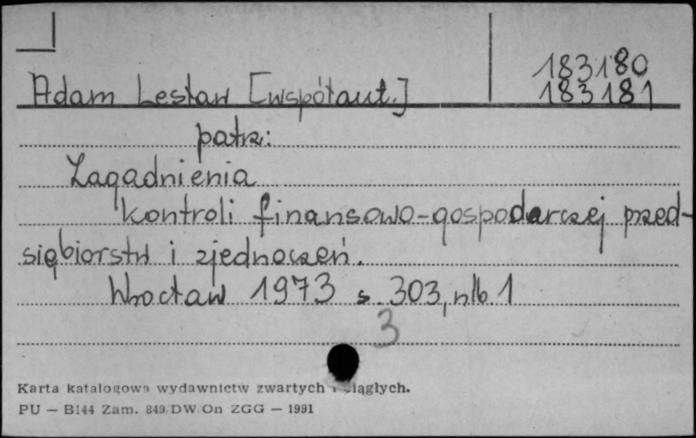 183180
Adam Lesław [współaut.] 183181
patrz:
Zagadnienia
kontroli finansowo-gospodarczej przed-
siębiorstw i zjednoczeń.
Wrocław 1973 s. 303, nlb. 1
3
Karta katalogowa wydawnictw zwartych i ciągłych.
PU — B144 Zam. 849/DW/On ZGG — 1991